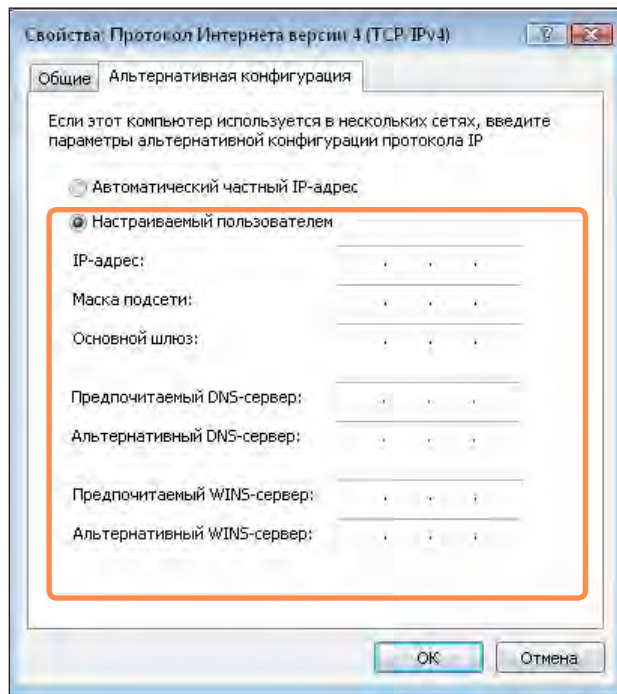 Свойства: Протокол Интернета версии 4 (TCP/IPv4)
Общие
Альтернативная конфигурация
Если этот компьютер используется в нескольких сетях, введите
параметры альтернативной конфигурации протокола IP
Автоматический частный IP-адрес
Настраиваемый пользователем
IP-адрес: . . .
Маска подсети: . . .
Основной шлюз: . . .
Предпочитаемый DNS-сервер: . . .
Альтернативный DNS-сервер: . . .
Предпочитаемый WINS-сервер: . . .
Альтернативный WINS-сервер: . . .
ОК
Отмена